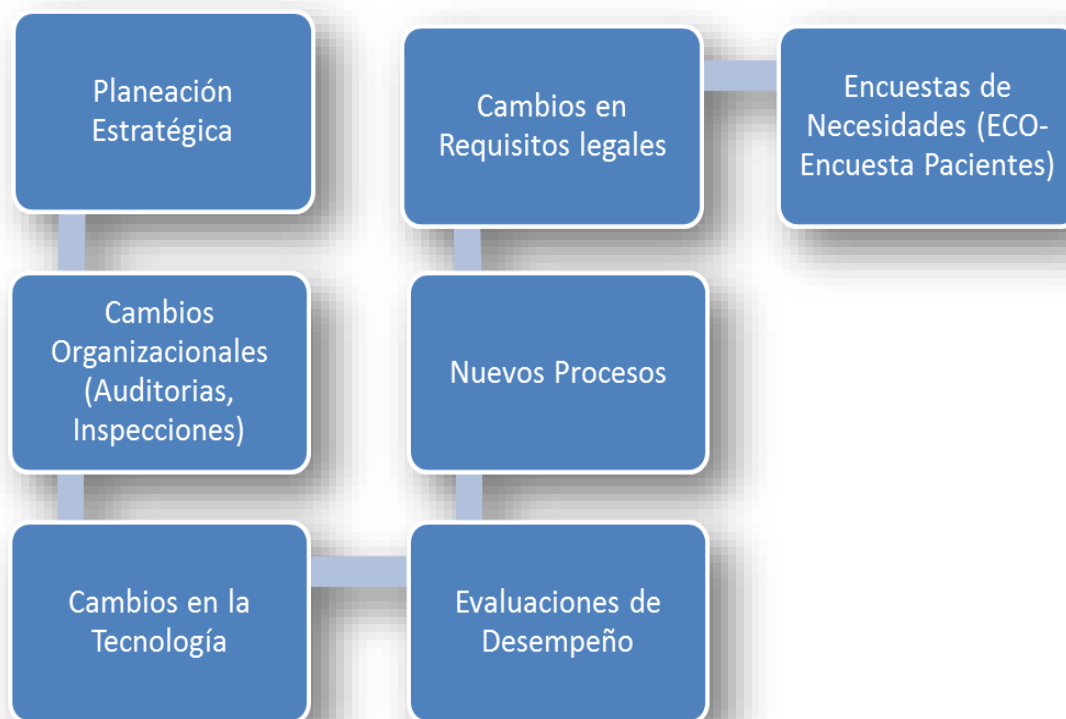 Planeación
Estratégica
Cambios
Organizacionales
(Auditorias,
Inspecciones)
Cambios en la
Tecnología
Evaluaciones de
Desempeño
Nuevos Procesos
Cambios en
Requisitos legales
Encuestas de
Necesidades (ECO-
Encuesta Pacientes)